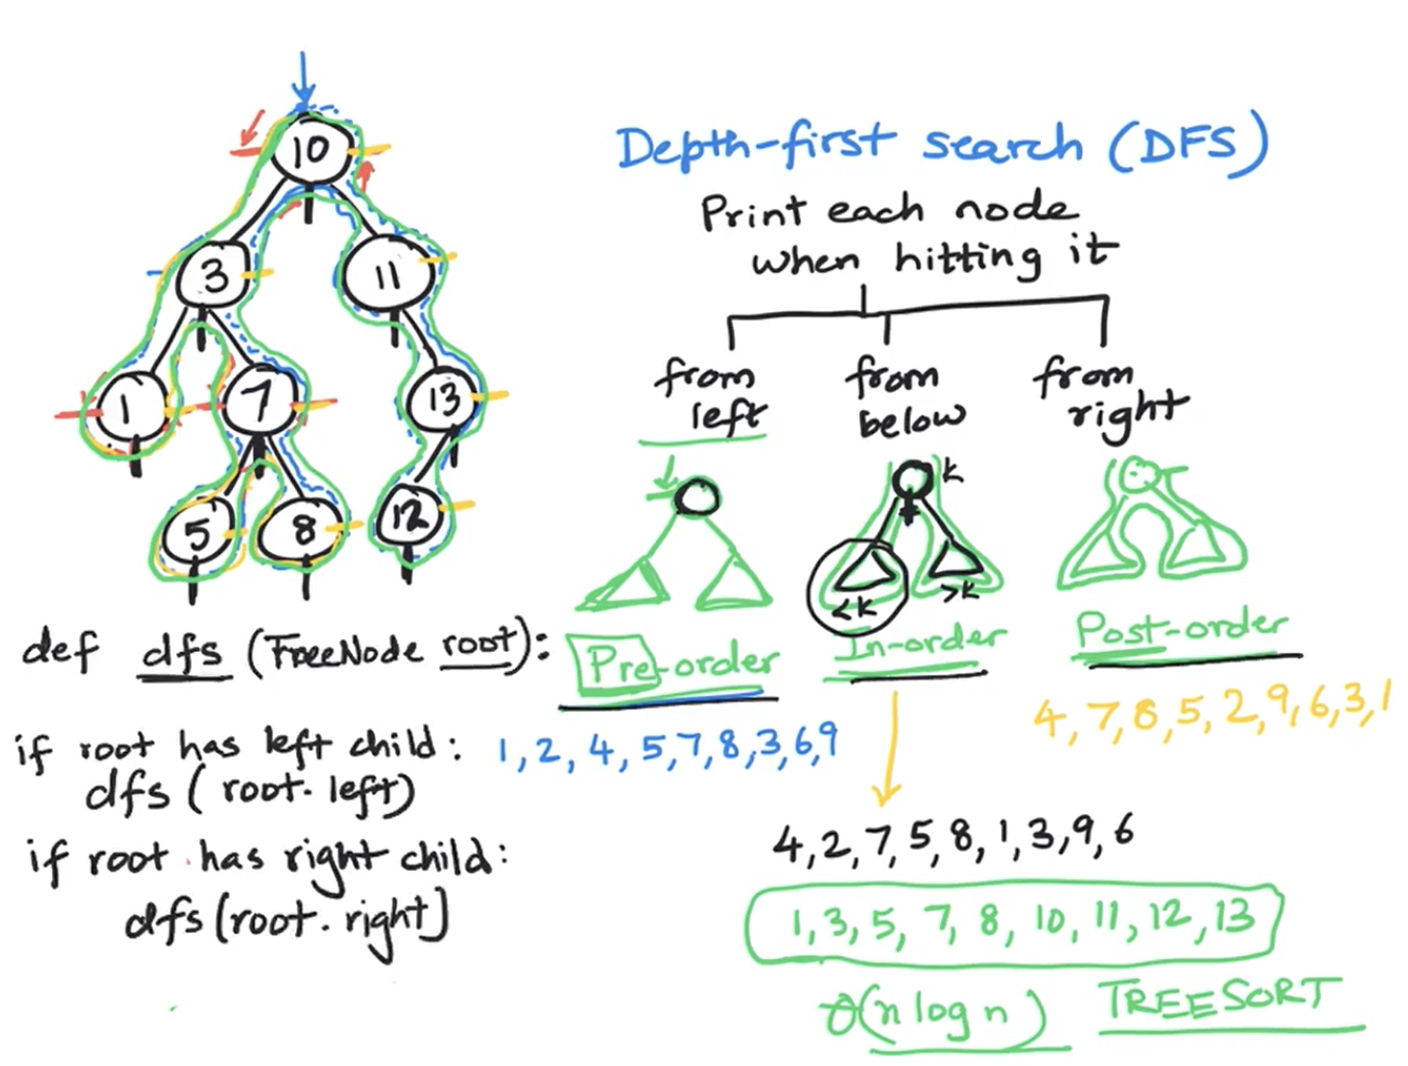 Depth-first search (DFS)
Print each node
when hitting it
from left
from below
from right
10
3
11
1
7
13
5
8
12
K
<K
>K
Pre-order
In-order
Post-order
def dfs (TreeNode root):
if root has left child:
dfs ( root. left)
if root has right child:
dfs (root. right)
1, 2, 4, 5, 7, 8, 3, 6, 9
4, 7, 8, 5, 2, 9, 6, 3, 1
4, 2, 7, 5, 8, 1, 3, 9, 6
1, 3, 5, 7, 8, 10, 11, 12, 13
θ(n log n)
TREESORT